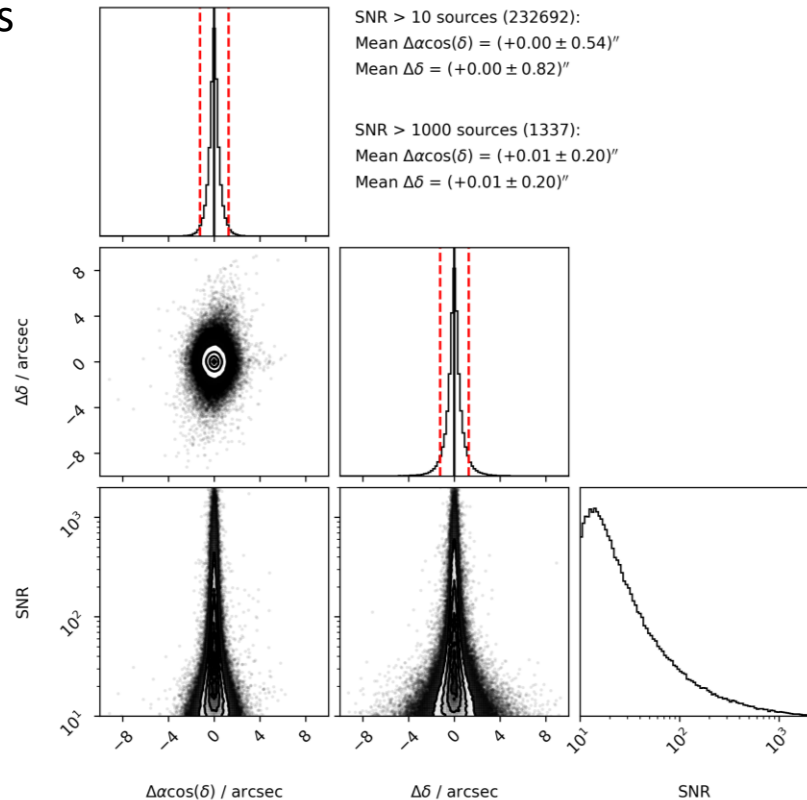 s
SNR > 10 sources (232692):
Mean Δαcos(δ) = (+0.00 ± 0.54)″
Mean Δδ = (+0.00 ± 0.82)″
SNR > 1000 sources (1337):
Mean Δαcos(δ) = (+0.01 ± 0.20)″
Mean Δδ = (+0.01 ± 0.20)″
Δδ / arcsec
8
4
0
−4
−8
SNR
10³
10²
10¹
−8 −4 0 4 8
Δαcos(δ) / arcsec
−8 −4 0 4 8
Δδ / arcsec
10¹ 10² 10³
SNR